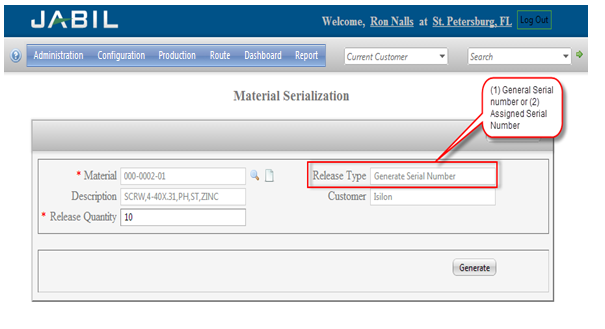 JABIL
Welcome, Ron Nalls at St. Petersburg, FL Log Out
Administration Configuration Production Route Dashboard Report Current Customer Search
Material Serialization
(1) General Serial
number or (2)
Assigned Serial
Number
* Material 000-0002-01 Release Type Generate Serial Number
Description SCRW,4-40X.31,PH,ST,ZINC Customer Isilon
* Release Quantity 10
Generate